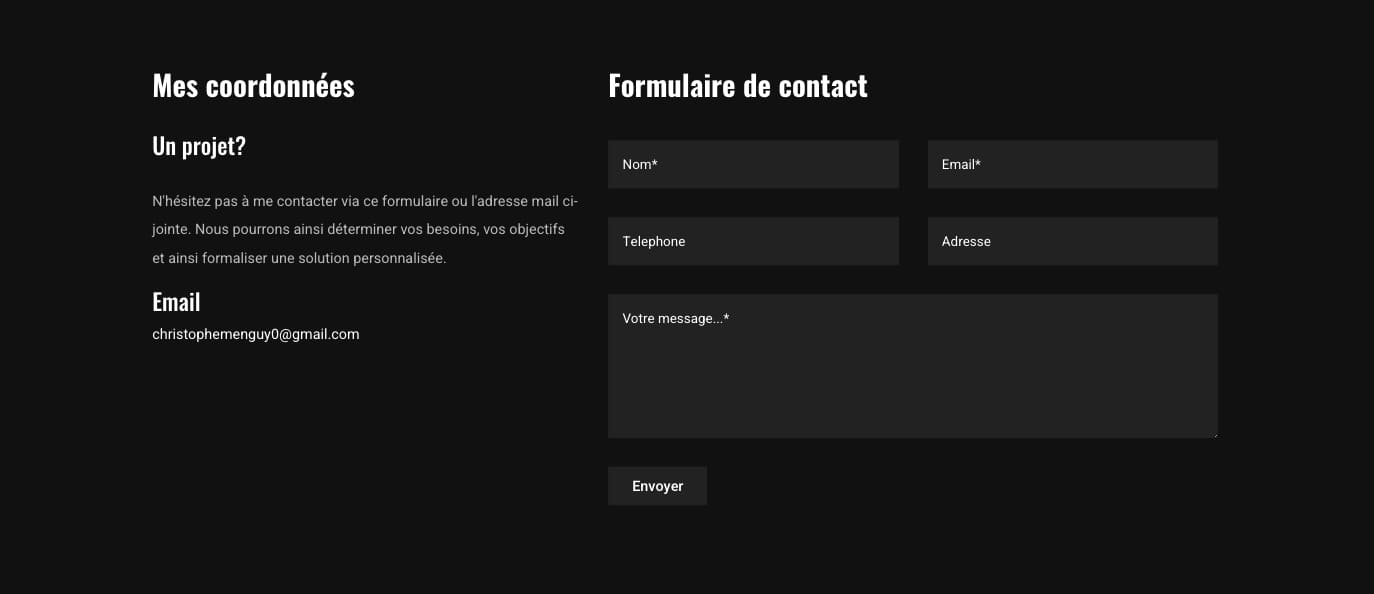 Mes coordonnées
Un projet?
N'hésitez pas à me contacter via ce formulaire ou l'adresse mail ci-
jointe. Nous pourrons ainsi déterminer vos besoins, vos objectifs
et ainsi formaliser une solution personnalisée.
Email
christophemenguy0@gmail.com
Formulaire de contact
Nom*
Email*
Telephone
Adresse
Votre message...*
Envoyer